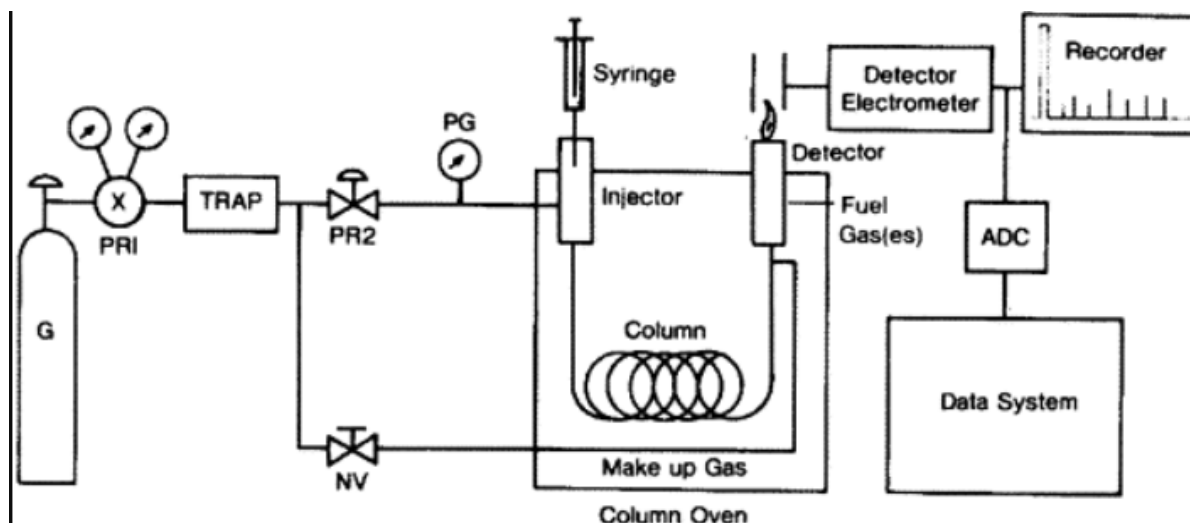 Syringe
PG
Detector
Electrometer
Recorder
Detector
Injector
Fuel
Gas(es)
TRAP
PRI
PR2
ADC
G
Column
Data System
NV
Make up Gas
Column Oven
X